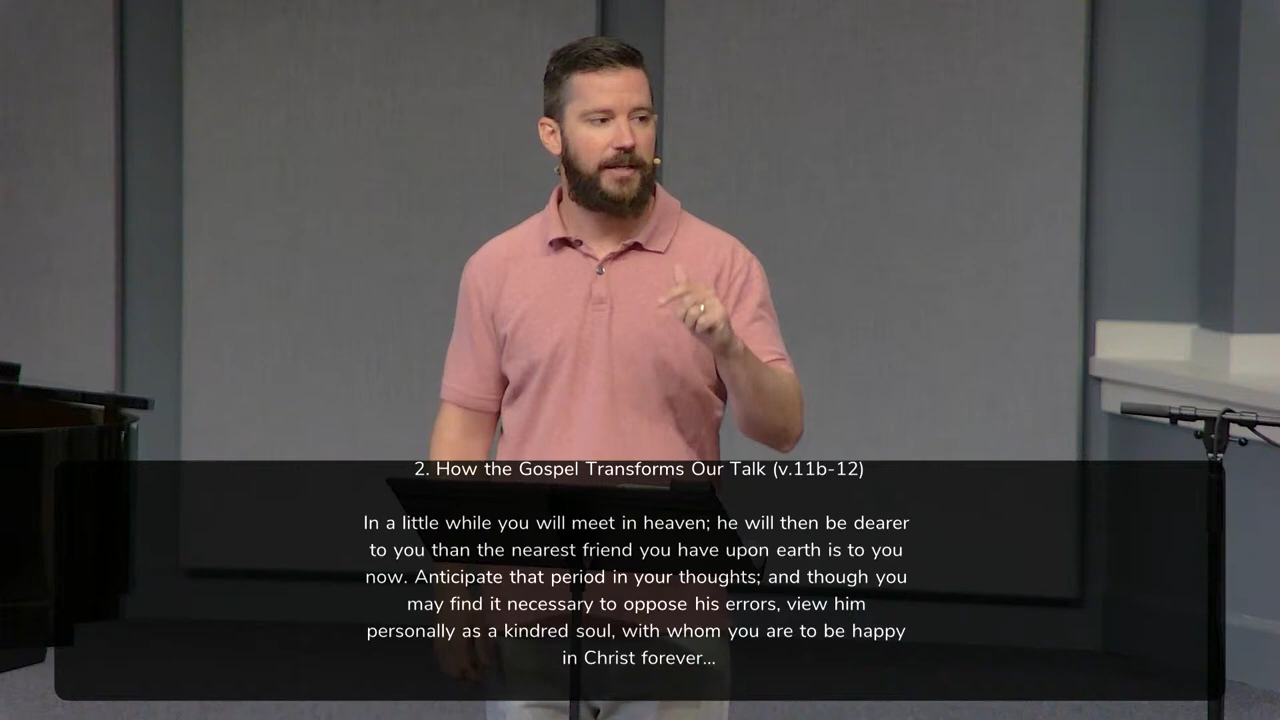 2. How the Gospel Transforms Our Talk (v.11b-12)
In a little while you will meet in heaven; he will then be dearer
to you than the nearest friend you have upon earth is to you
now. Anticipate that period in your thoughts; and though you
may find it necessary to oppose his errors, view him
personally as a kindred soul, with whom you are to be happy
in Christ forever...